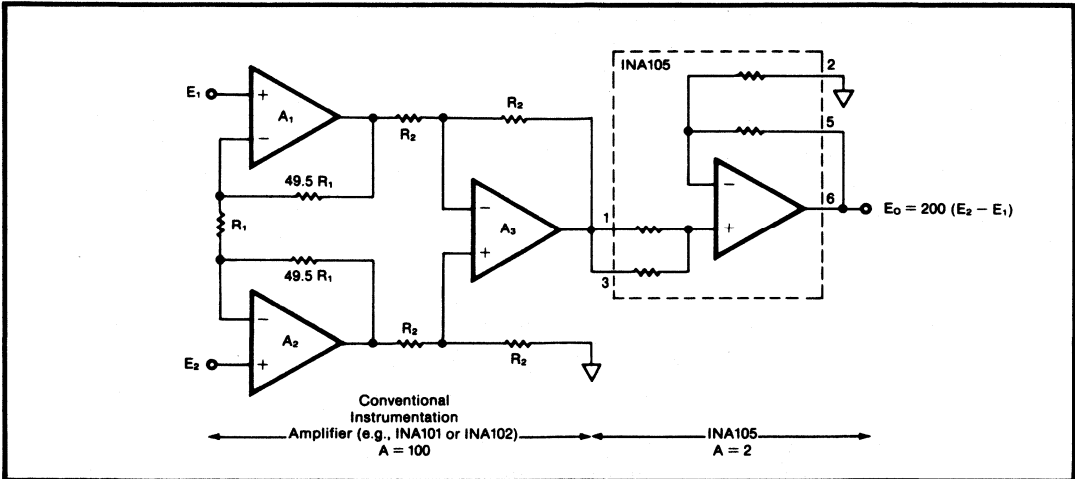 INA105
2
E₁
+
A₁
−
R₂
R₂
5
49.5 R₁
−
−
6
E₀ = 200 (E₂ − E₁)
R₁
A₃
1
+
+
49.5 R₁
3
−
A₂
R₂
E₂
+
R₂
Conventional
Instrumentation
Amplifier (e.g., INA101 or INA102)
A = 100
INA105
A = 2